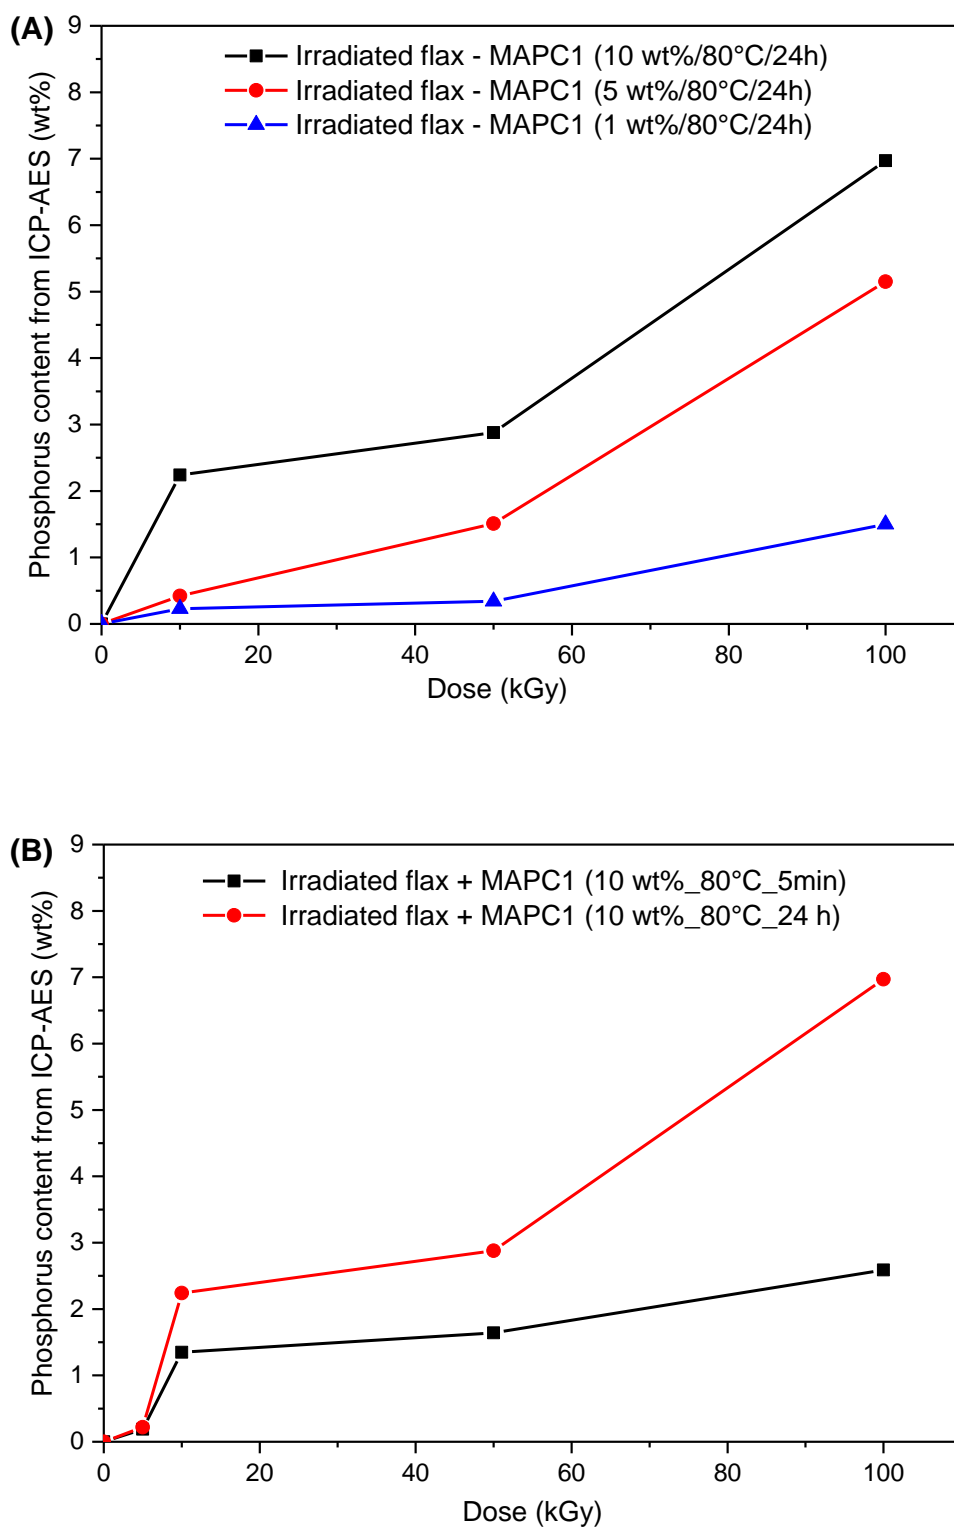 (A)
9
8
7
6
5
4
3
2
1
0
Phosphorus content from ICP-AES (wt%)
Irradiated flax - MAPC1 (10 wt%/80°C/24h)
Irradiated flax - MAPC1 (5 wt%/80°C/24h)
Irradiated flax - MAPC1 (1 wt%/80°C/24h)
0 20 40 60 80 100
Dose (kGy)
(B)
9
8
7
6
5
4
3
2
1
0
Phosphorus content from ICP-AES (wt%)
Irradiated flax + MAPC1 (10 wt%_80°C_5min)
Irradiated flax + MAPC1 (10 wt%_80°C_24 h)
0 20 40 60 80 100
Dose (kGy)